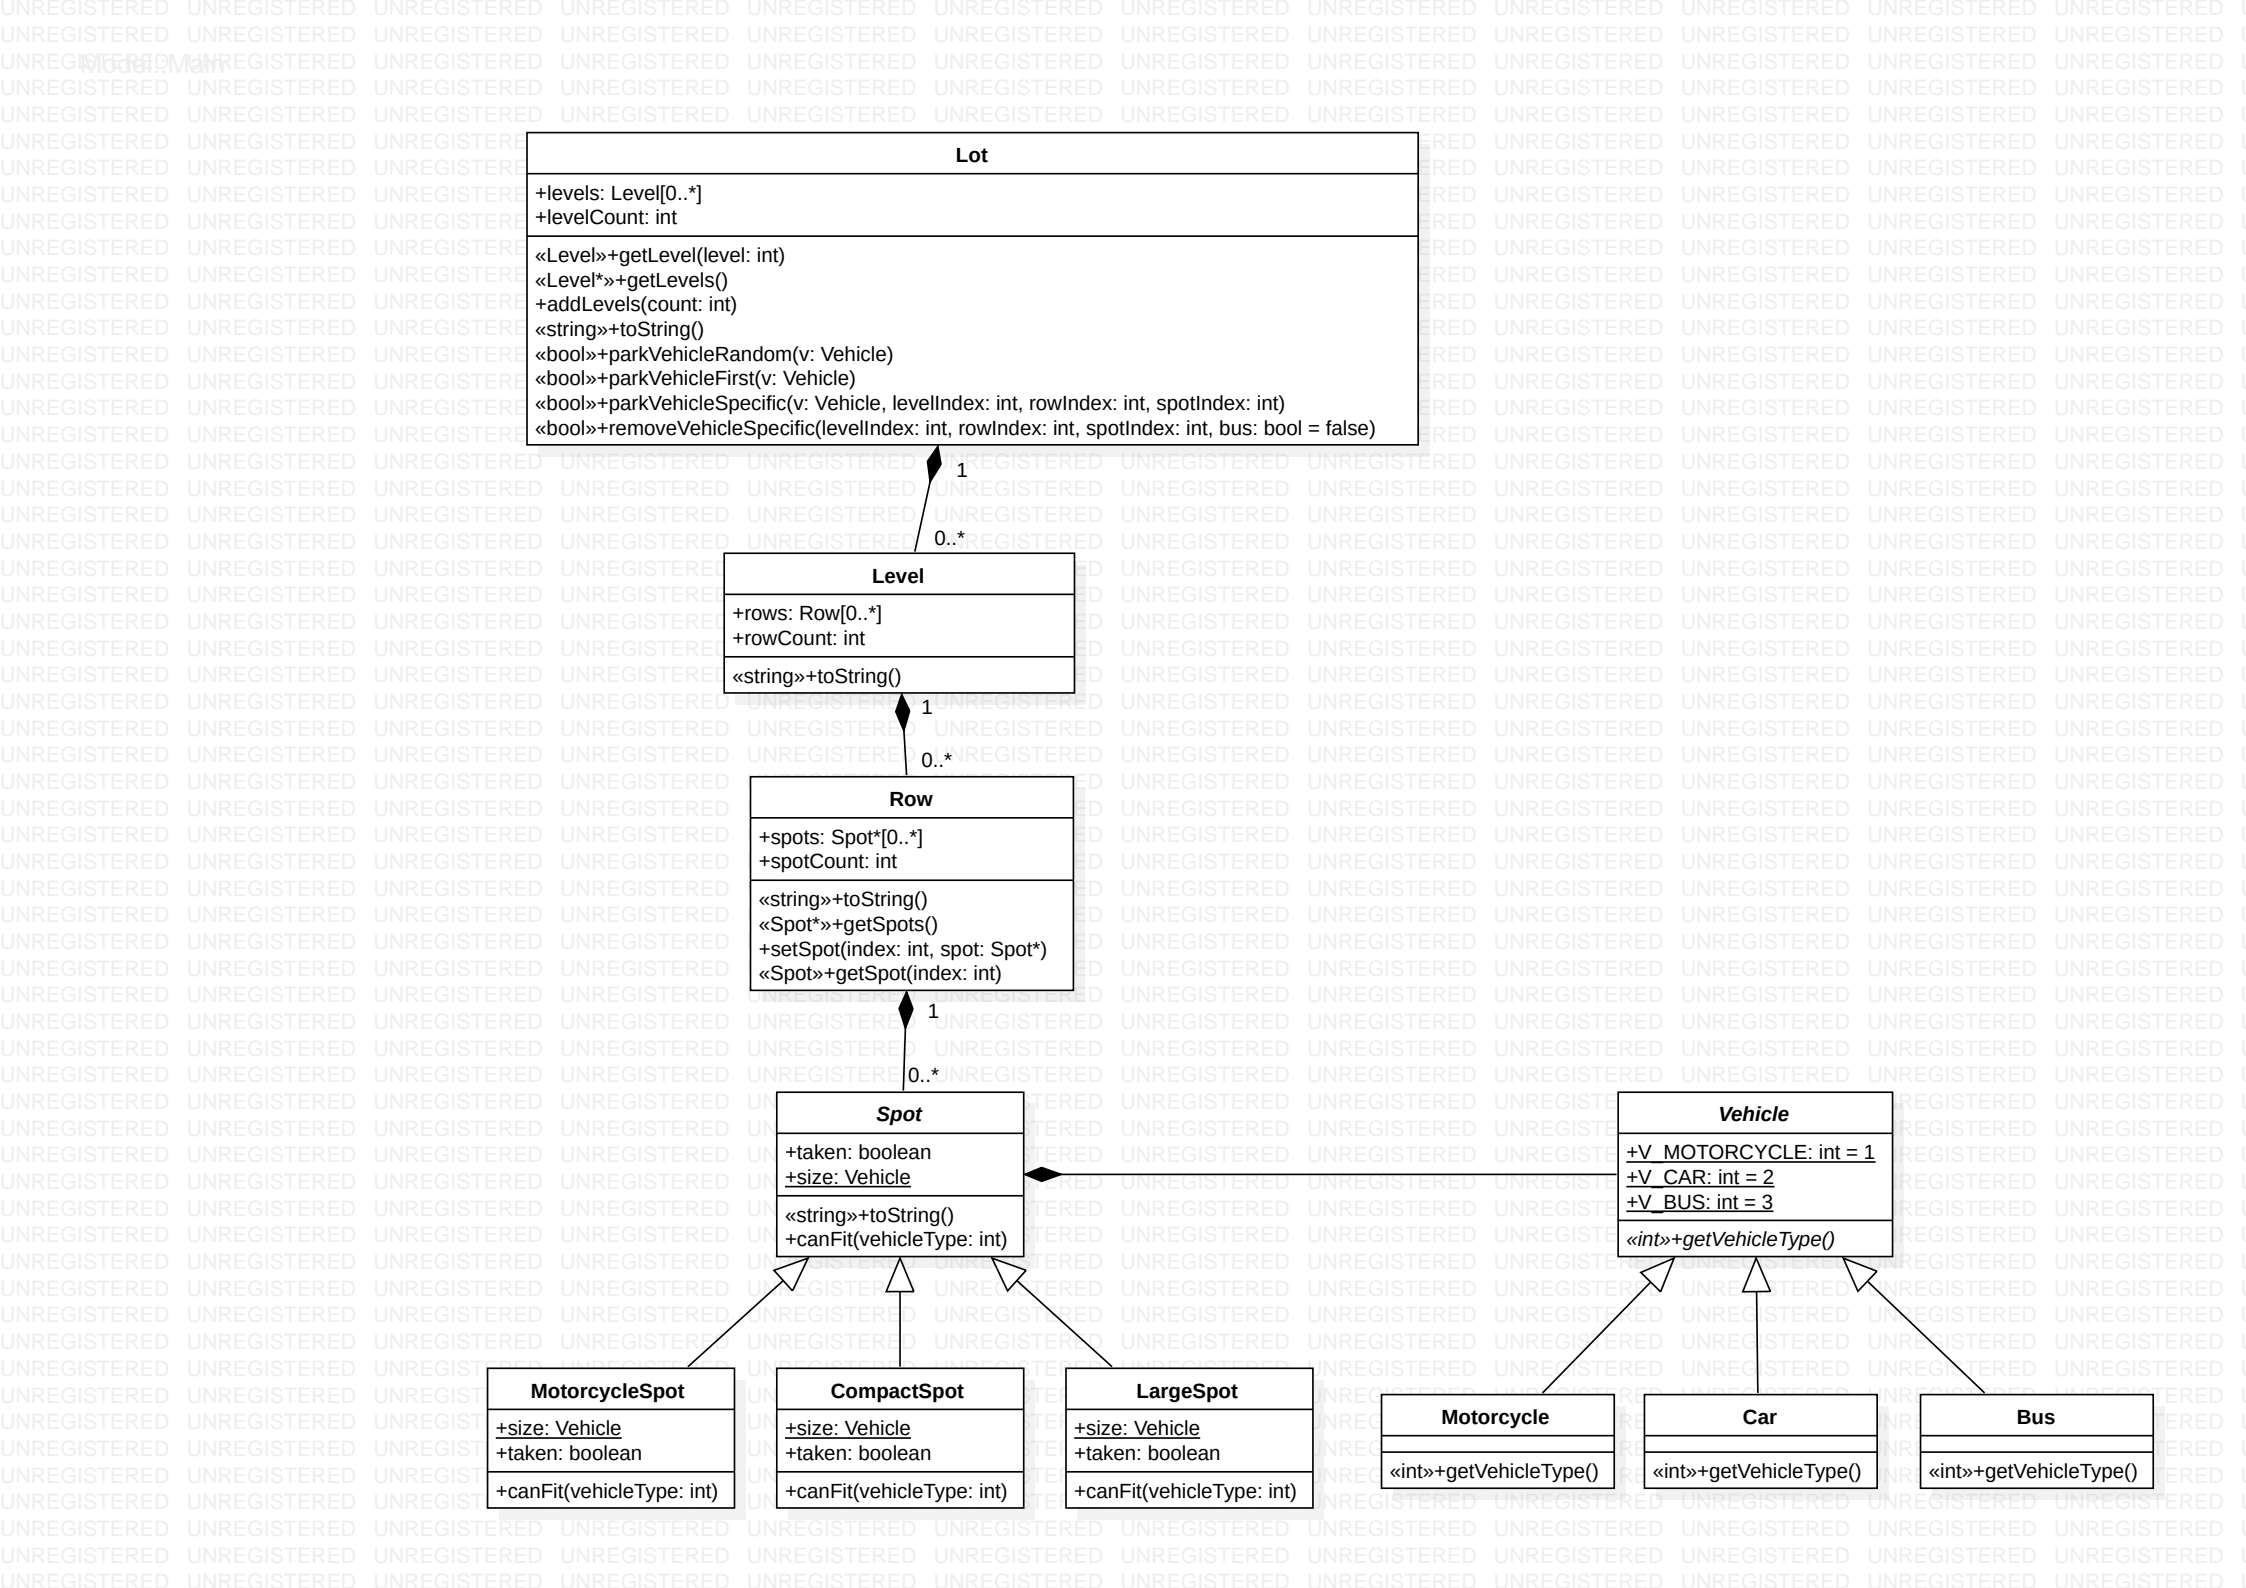 Model::Main
Lot
+levels: Level[0..*]
+levelCount: int
«Level»+getLevel(level: int)
«Level*»+getLevels()
+addLevels(count: int)
«string»+toString()
«bool»+parkVehicleRandom(v: Vehicle)
«bool»+parkVehicleFirst(v: Vehicle)
«bool»+parkVehicleSpecific(v: Vehicle, levelIndex: int, rowIndex: int, spotIndex: int)
«bool»+removeVehicleSpecific(levelIndex: int, rowIndex: int, spotIndex: int, bus: bool = false)
1
0..*
Level
+rows: Row[0..*]
+rowCount: int
«string»+toString()
1
0..*
Row
+spots: Spot*[0..*]
+spotCount: int
«string»+toString()
«Spot*»+getSpots()
+setSpot(index: int, spot: Spot*)
«Spot»+getSpot(index: int)
1
0..*
Spot
+taken: boolean
+size: Vehicle
«string»+toString()
+canFit(vehicleType: int)
Vehicle
+V_MOTORCYCLE: int = 1
+V_CAR: int = 2
+V_BUS: int = 3
«int»+getVehicleType()
MotorcycleSpot
+size: Vehicle
+taken: boolean
+canFit(vehicleType: int)
CompactSpot
+size: Vehicle
+taken: boolean
+canFit(vehicleType: int)
LargeSpot
+size: Vehicle
+taken: boolean
+canFit(vehicleType: int)
Motorcycle
«int»+getVehicleType()
Car
«int»+getVehicleType()
Bus
«int»+getVehicleType()
UNREGISTERED